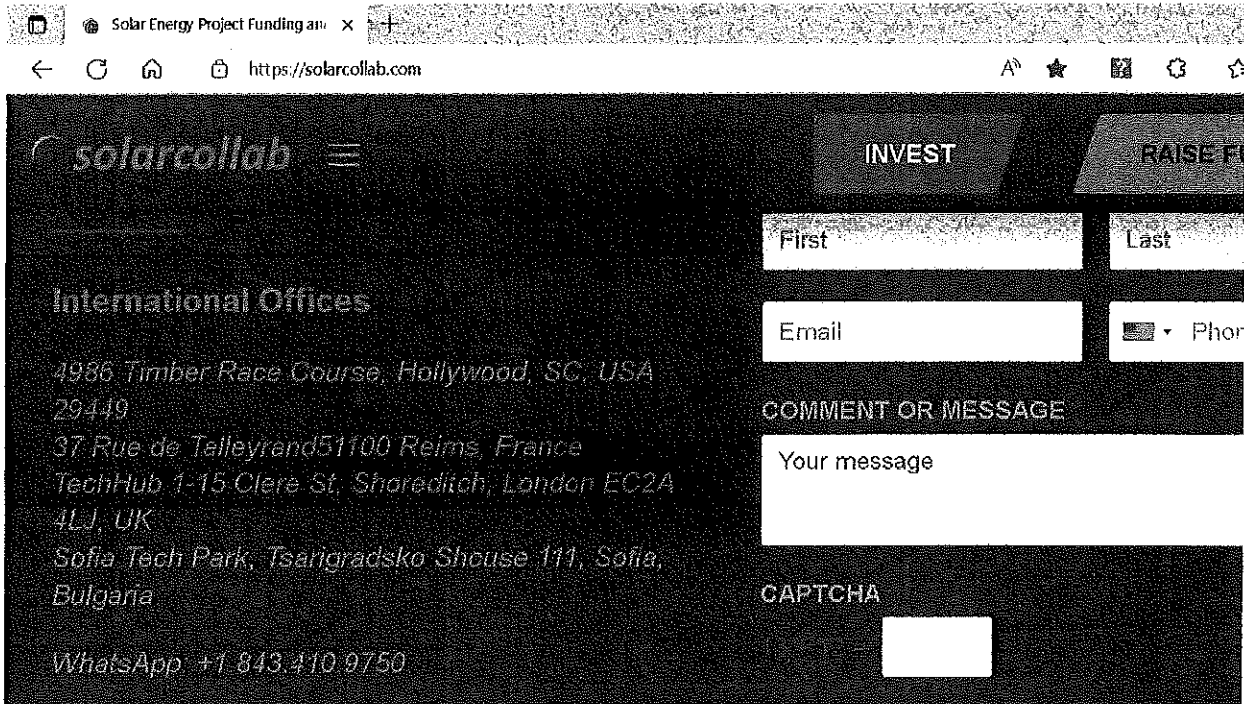 Solar Energy Project Funding an
https://solarcollab.com
solarcollab
INVEST
RAISE FU
First
Last
International Offices
Email
Phon
4986 Timber Race Course, Hollywood, SC, USA
29449
37 Rue de Talleyrand51100 Reims, France
TechHub 1-15 Clere St, Shoreditch, London EC2A
4LJ, UK
Sofia Tech Park, Tsarigradsko Shouse 111, Sofia,
Bulgaria
WhatsApp: +1 843.410.9750
COMMENT OR MESSAGE
Your message
CAPTCHA